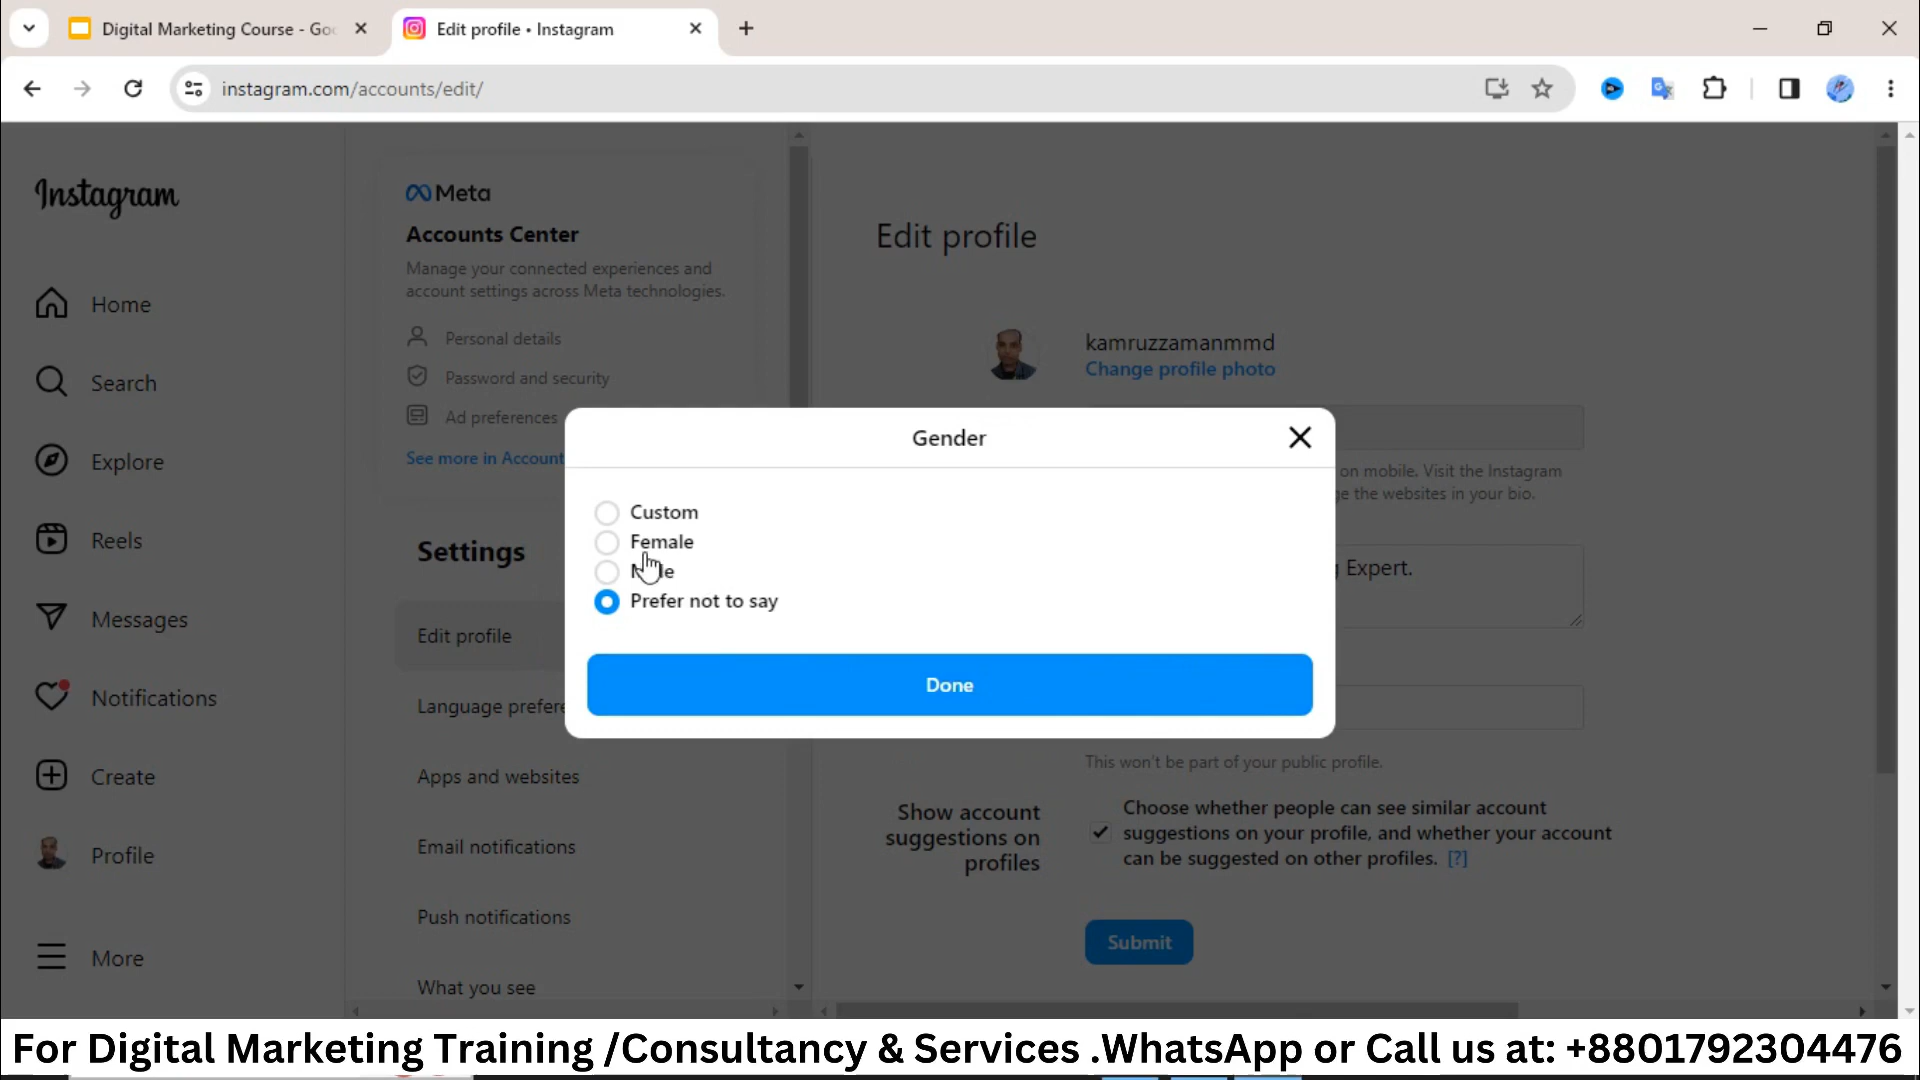 Digital Marketing Course - Goo
Edit profile • Instagram
instagram.com/accounts/edit/
Instagram
Home
Search
Explore
Reels
Messages
Notifications
Create
Profile
More
Meta
Accounts Center
Manage your connected experiences and
account settings across Meta technologies.
Personal details
Password and security
Ad preferences
See more in Account
Settings
Edit profile
Language prefere
Apps and websites
Email notifications
Push notifications
What you see
Edit profile
kamruzzamanmmd
Change profile photo
on mobile. Visit the Instagram
ge the websites in your bio.
Expert.
This won't be part of your public profile.
Show account
suggestions on
profiles
Choose whether people can see similar account
suggestions on your profile, and whether your account
can be suggested on other profiles. [?]
Submit
Gender
Custom
Female
Prefer not to say
Done
For Digital Marketing Training /Consultancy & Services .WhatsApp or Call us at: +8801792304476